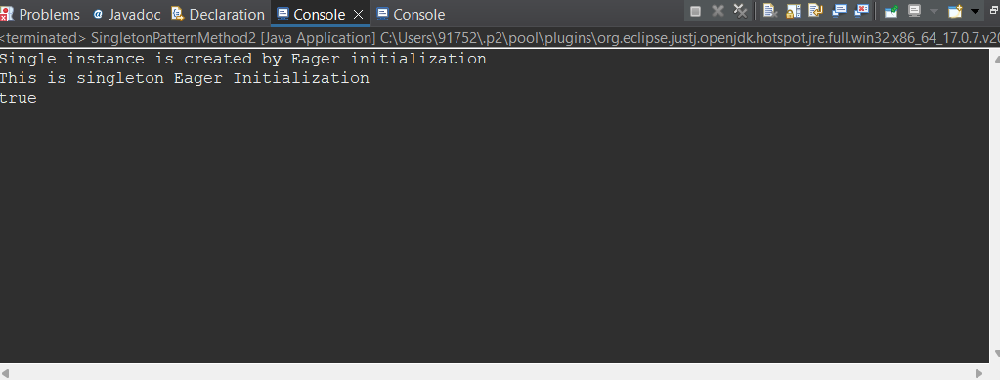 Problems @ Javadoc Declaration Console Console
<terminated> SingletonPatternMethod2 [Java Application] C:\Users\91752\.p2\pool\plugins\org.eclipse.justj.openjdk.hotspot.jre.full.win32.x86_64_17.0.7.v20
Single instance is created by Eager initialization
This is singleton Eager Initialization
true